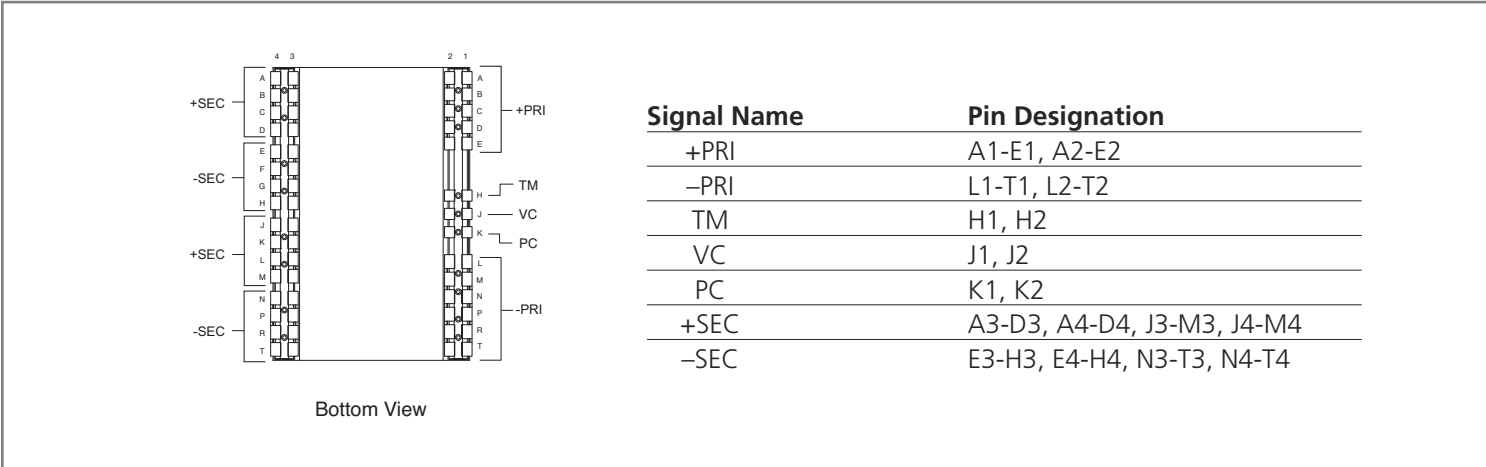 4 3 2 1
A A
B B
+SEC C C +PRI
D D
E E
F
-SEC G
H H TM
J J VC
K K PC
+SEC L L
M M
N N
-SEC P P -PRI
R R
T T
Bottom View
Signal Name Pin Designation
+PRI A1-E1, A2-E2
–PRI L1-T1, L2-T2
TM H1, H2
VC J1, J2
PC K1, K2
+SEC A3-D3, A4-D4, J3-M3, J4-M4
–SEC E3-H3, E4-H4, N3-T3, N4-T4